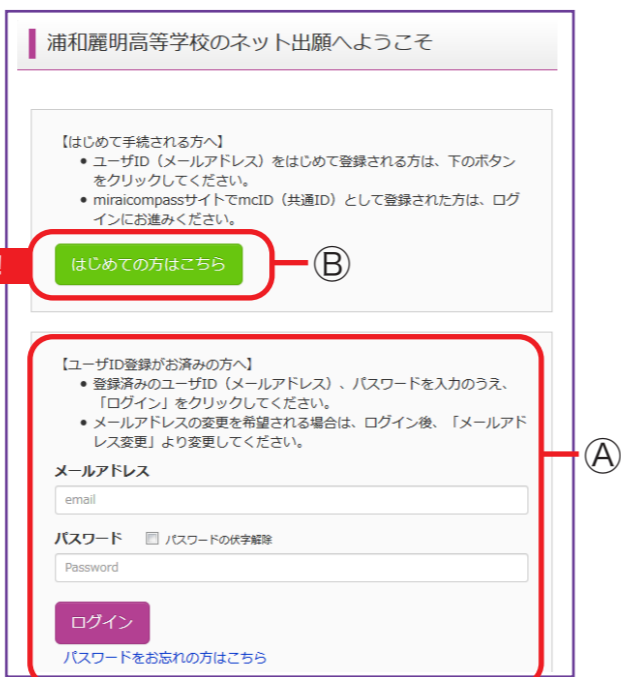 浦和麗明高等学校のネット出願へようこそ
【はじめて手続される方へ】
● ユーザID（メールアドレス）をはじめて登録される方は、下のボタン
をクリックしてください。
● miraicompassサイトでmcID（共通ID）として登録された方は、ログ
インにお進みください。
!
はじめての方はこちら
Ⓑ
【ユーザID登録がお済みの方へ】
● 登録済みのユーザID（メールアドレス）、パスワードを入力のうえ、
「ログイン」をクリックしてください。
● メールアドレスの変更を希望される場合は、ログイン後、「メールアド
レス変更」より変更してください。
Ⓐ
メールアドレス
email
パスワード パスワードの伏字解除
Password
ログイン
パスワードをお忘れの方はこちら